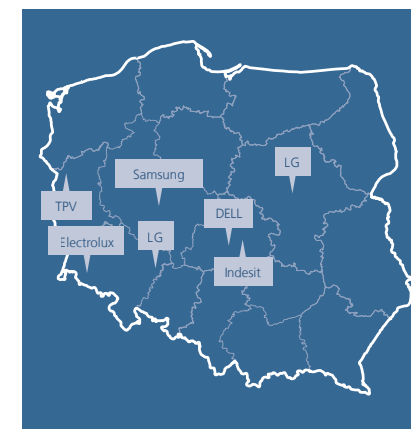 LG
Samsung
TPV
DELL
Electrolux
LG
Indesit